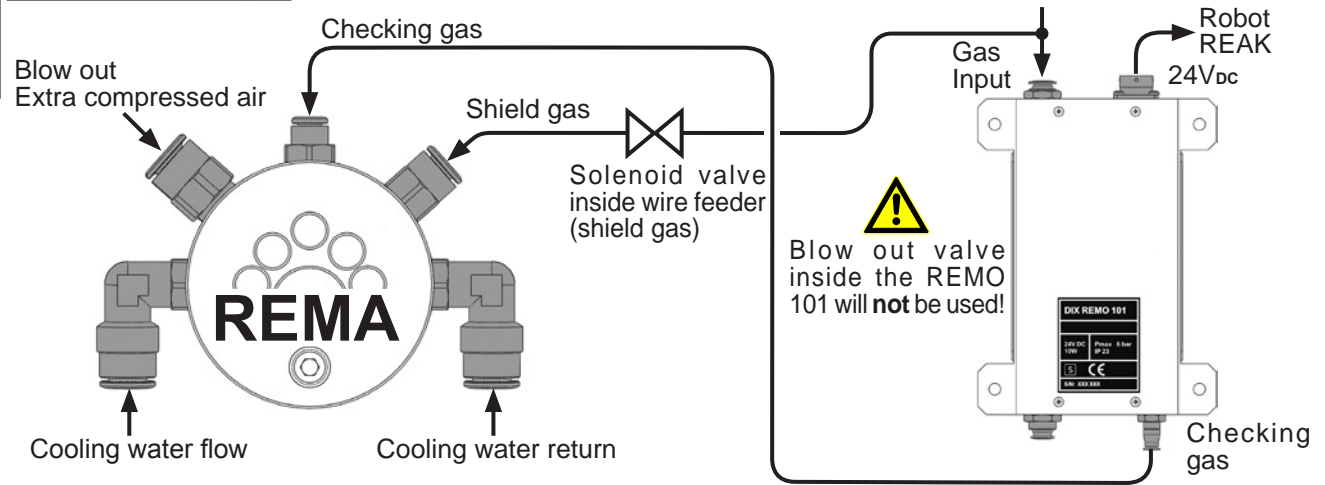 Checking gas
Blow out
Extra compressed air
Shield gas
Solenoid valve
inside wire feeder
(shield gas)
REMA
Cooling water flow
Cooling water return
Gas
Input
Robot
REAK
24VDC
Blow out valve
inside the REMO
101 will not be used!
DIX REMO 101
24V DC
10W
Pmax 6 bar
IP 23
S CE
S/N: XXX XXX
Checking
gas